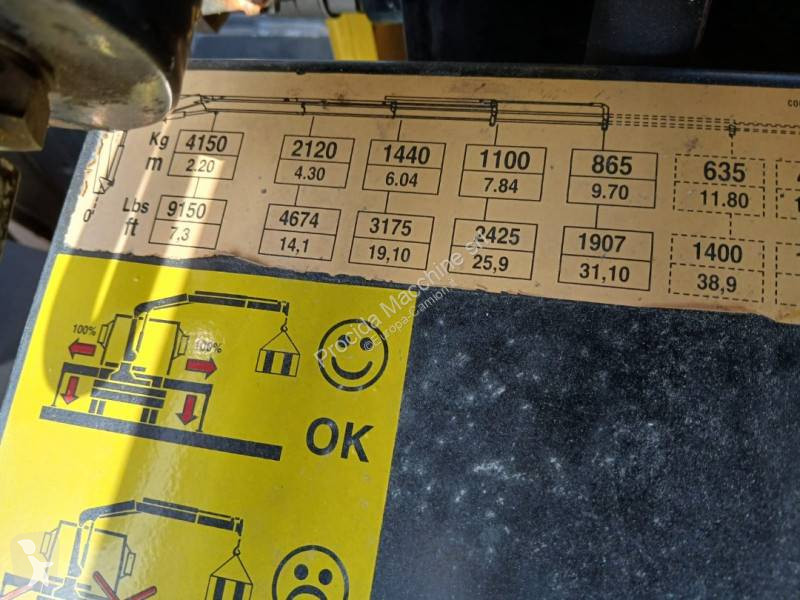 CO
Kg 4150 2120 1440 1100 865 635
m 2.20 4.30 6.04 7.84 9.70 11.80
0°
Lbs 9150 4674 3175 2425 1907 1400
ft 7,3 14,1 19,10 25,9 31,10 38,9
100% 100%
OK
Procida Macchine srl
Europa-Camion